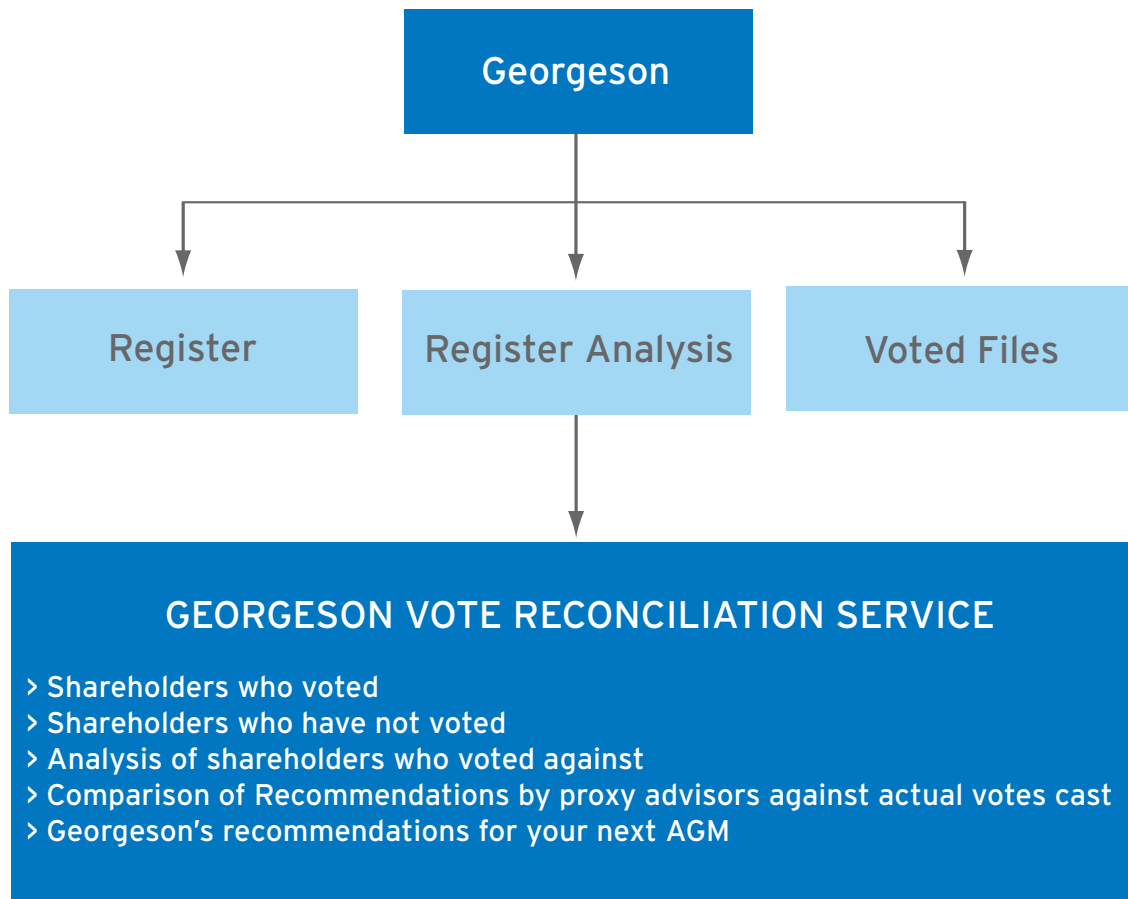 Georgeson
Register
Register Analysis
Voted Files
GEORGESON VOTE RECONCILIATION SERVICE
> Shareholders who voted
> Shareholders who have not voted
> Analysis of shareholders who voted against
> Comparison of Recommendations by proxy advisors against actual votes cast
> Georgeson’s recommendations for your next AGM